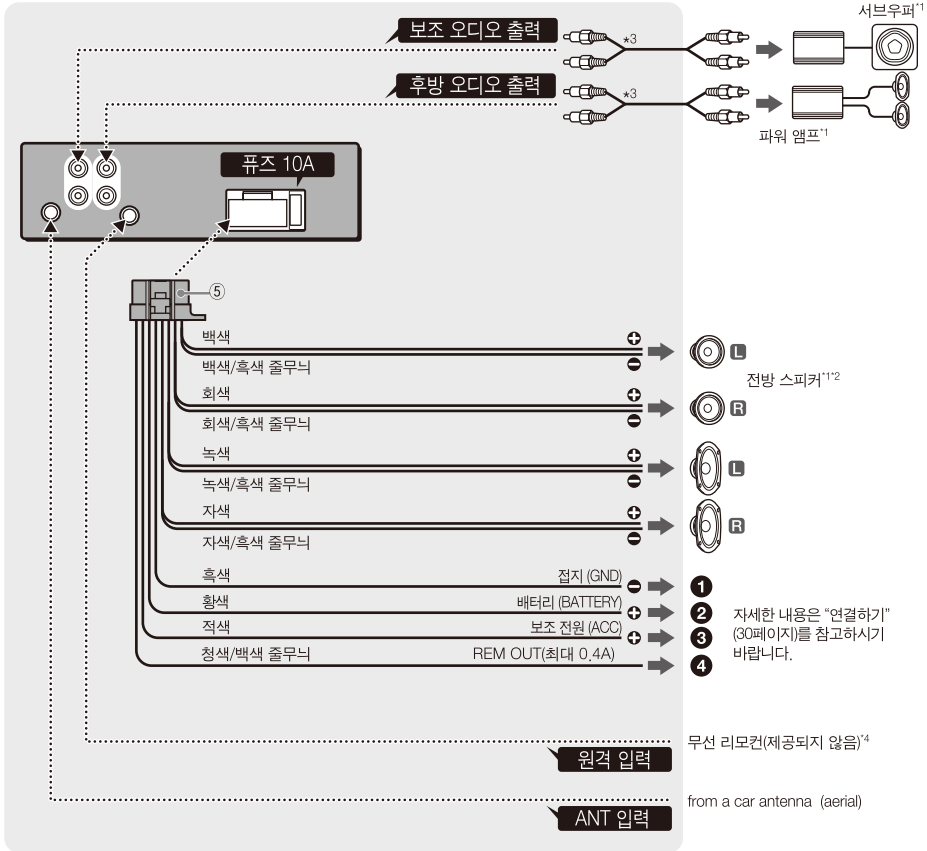 서브우퍼*1
보조 오디오 출력
*3
후방 오디오 출력
*3
파워 앰프*1
퓨즈 10A
⑤
백색
백색/흑색 줄무늬
L
전방 스피커*1*2
회색
회색/흑색 줄무늬
R
녹색
녹색/흑색 줄무늬
L
자색
자색/흑색 줄무늬
R
흑색
접지 (GND)
❶
황색
배터리 (BATTERY)
❷
적색
보조 전원 (ACC)
❸
청색/백색 줄무늬
REM OUT(최대 0.4A)
❹
자세한 내용은 “연결하기”
(30페이지)를 참고하시기
바랍니다.
무선 리모컨(제공되지 않음)*4
원격 입력
from a car antenna (aerial)
ANT 입력